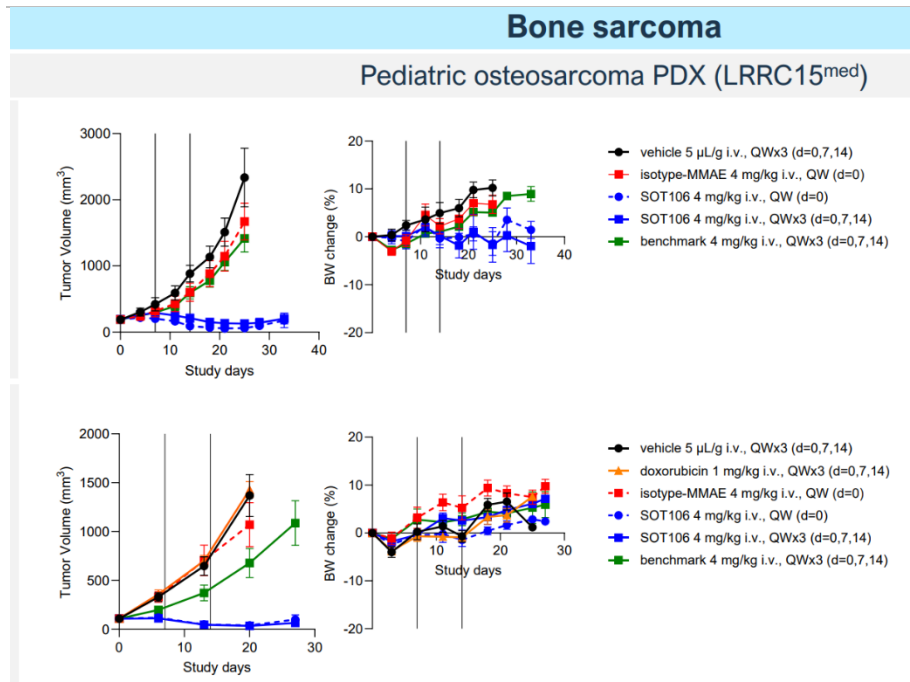 Bone sarcoma
Pediatric osteosarcoma PDX (LRRC15med)
3000
2000
1000
0
0
10
20
30
40
Tumor Volume (mm3)
Study days
20
10
0
-10
-20
10
20
30
40
BW change (%)
Study days
vehicle 5 µL/g i.v., QWx3 (d=0,7,14)
isotype-MMAE 4 mg/kg i.v., QW (d=0)
SOT106 4 mg/kg i.v., QW (d=0)
SOT106 4 mg/kg i.v., QWx3 (d=0,7,14)
benchmark 4 mg/kg i.v., QWx3 (d=0,7,14)
2000
1500
1000
500
0
0
10
20
30
Tumor Volume (mm3)
Study days
20
10
0
-10
-20
10
20
30
BW change (%)
Study days
vehicle 5 µL/g i.v., QWx3 (d=0,7,14)
doxorubicin 1 mg/kg i.v., QWx3 (d=0,7,14)
isotype-MMAE 4 mg/kg i.v., QW (d=0)
SOT106 4 mg/kg i.v., QW (d=0)
SOT106 4 mg/kg i.v., QWx3 (d=0,7,14)
benchmark 4 mg/kg i.v., QWx3 (d=0,7,14)